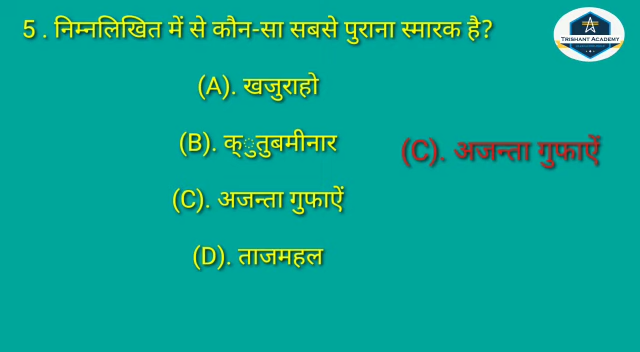 5 . निम्नलिखित में से कौन-सा सबसे पुराना स्मारक है?
TRISHANT ACADEMY
(A). खजुराहो
(B). क्ुतुबमीनार
(C). अजन्ता गुफाऐं
(C). अजन्ता गुफाऐं
(D). ताजमहल